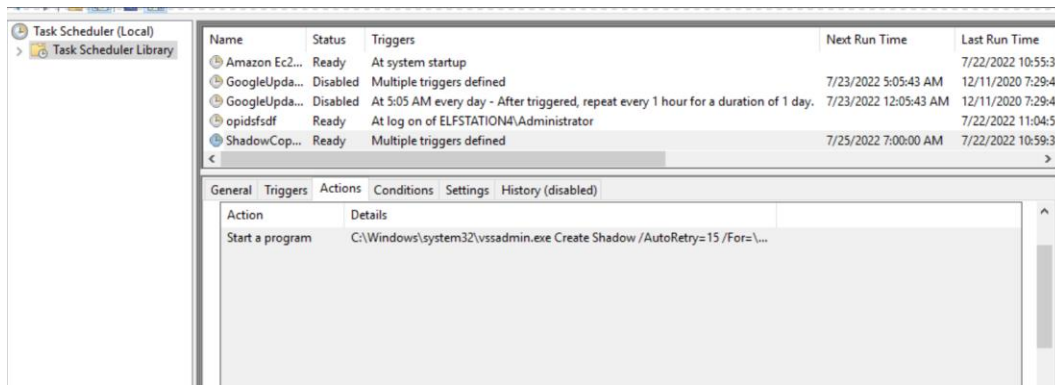 Task Scheduler (Local)
Task Scheduler Library
Name Status Triggers Next Run Time Last Run Time
Amazon Ec2... Ready At system startup 7/22/2022 10:55:3
GoogleUpda... Disabled Multiple triggers defined 7/23/2022 5:05:43 AM 12/11/2020 7:29:4
GoogleUpda... Disabled At 5:05 AM every day - After triggered, repeat every 1 hour for a duration of 1 day. 7/23/2022 12:05:43 AM 12/11/2020 7:29:4
opidsfsdf Ready At log on of ELFSTATION4\Administrator 7/22/2022 11:04:5
ShadowCop... Ready Multiple triggers defined 7/25/2022 7:00:00 AM 7/22/2022 10:59:3
General Triggers Actions Conditions Settings History (disabled)
Action Details
Start a program C:\Windows\system32\vssadmin.exe Create Shadow /AutoRetry=15 /For=\...